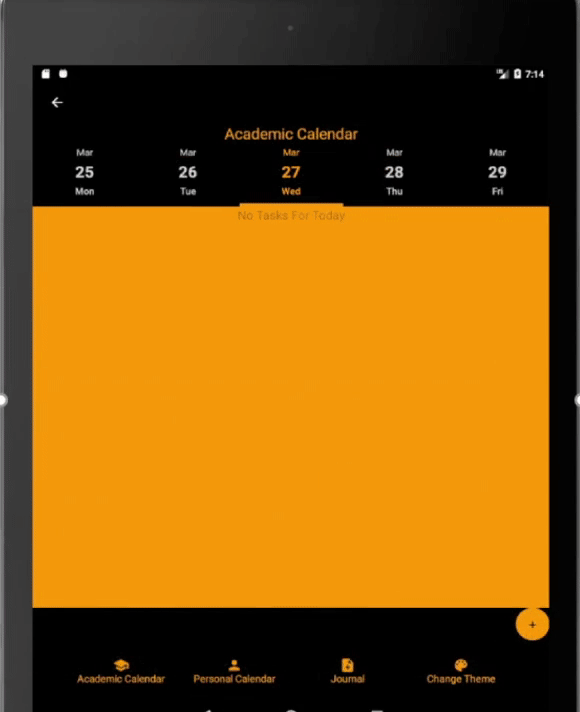 7:14
Academic Calendar
Mar Mar Mar Mar Mar
25 26 27 28 29
Mon Tue Wed Thu Fri
No Tasks For Today
+
Academic Calendar Personal Calendar Journal Change Theme